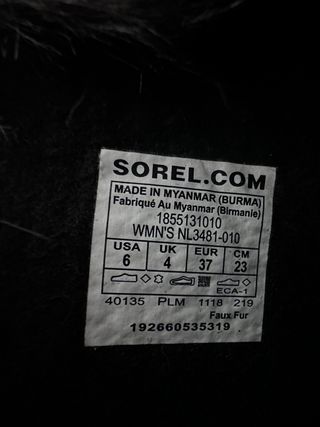 SOREL.COM
MADE IN MYANMAR (BURMA)
Fabriqué Au Myanmar (Birmanie)
1855131010
WMN'S NL3481-010
USA UK EUR CM
6 4 37 23
ECA-1
40135 PLM 1118 219
Faux Fur
192660535319